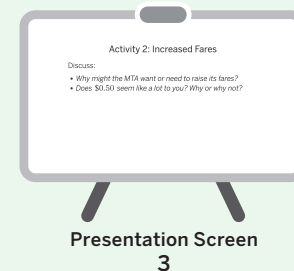 Activity 2: Increased Fares
Discuss:
• Why might the MTA want or need to raise its fares?
• Does $0.50 seem like a lot to you? Why or why not?
Presentation Screen
3